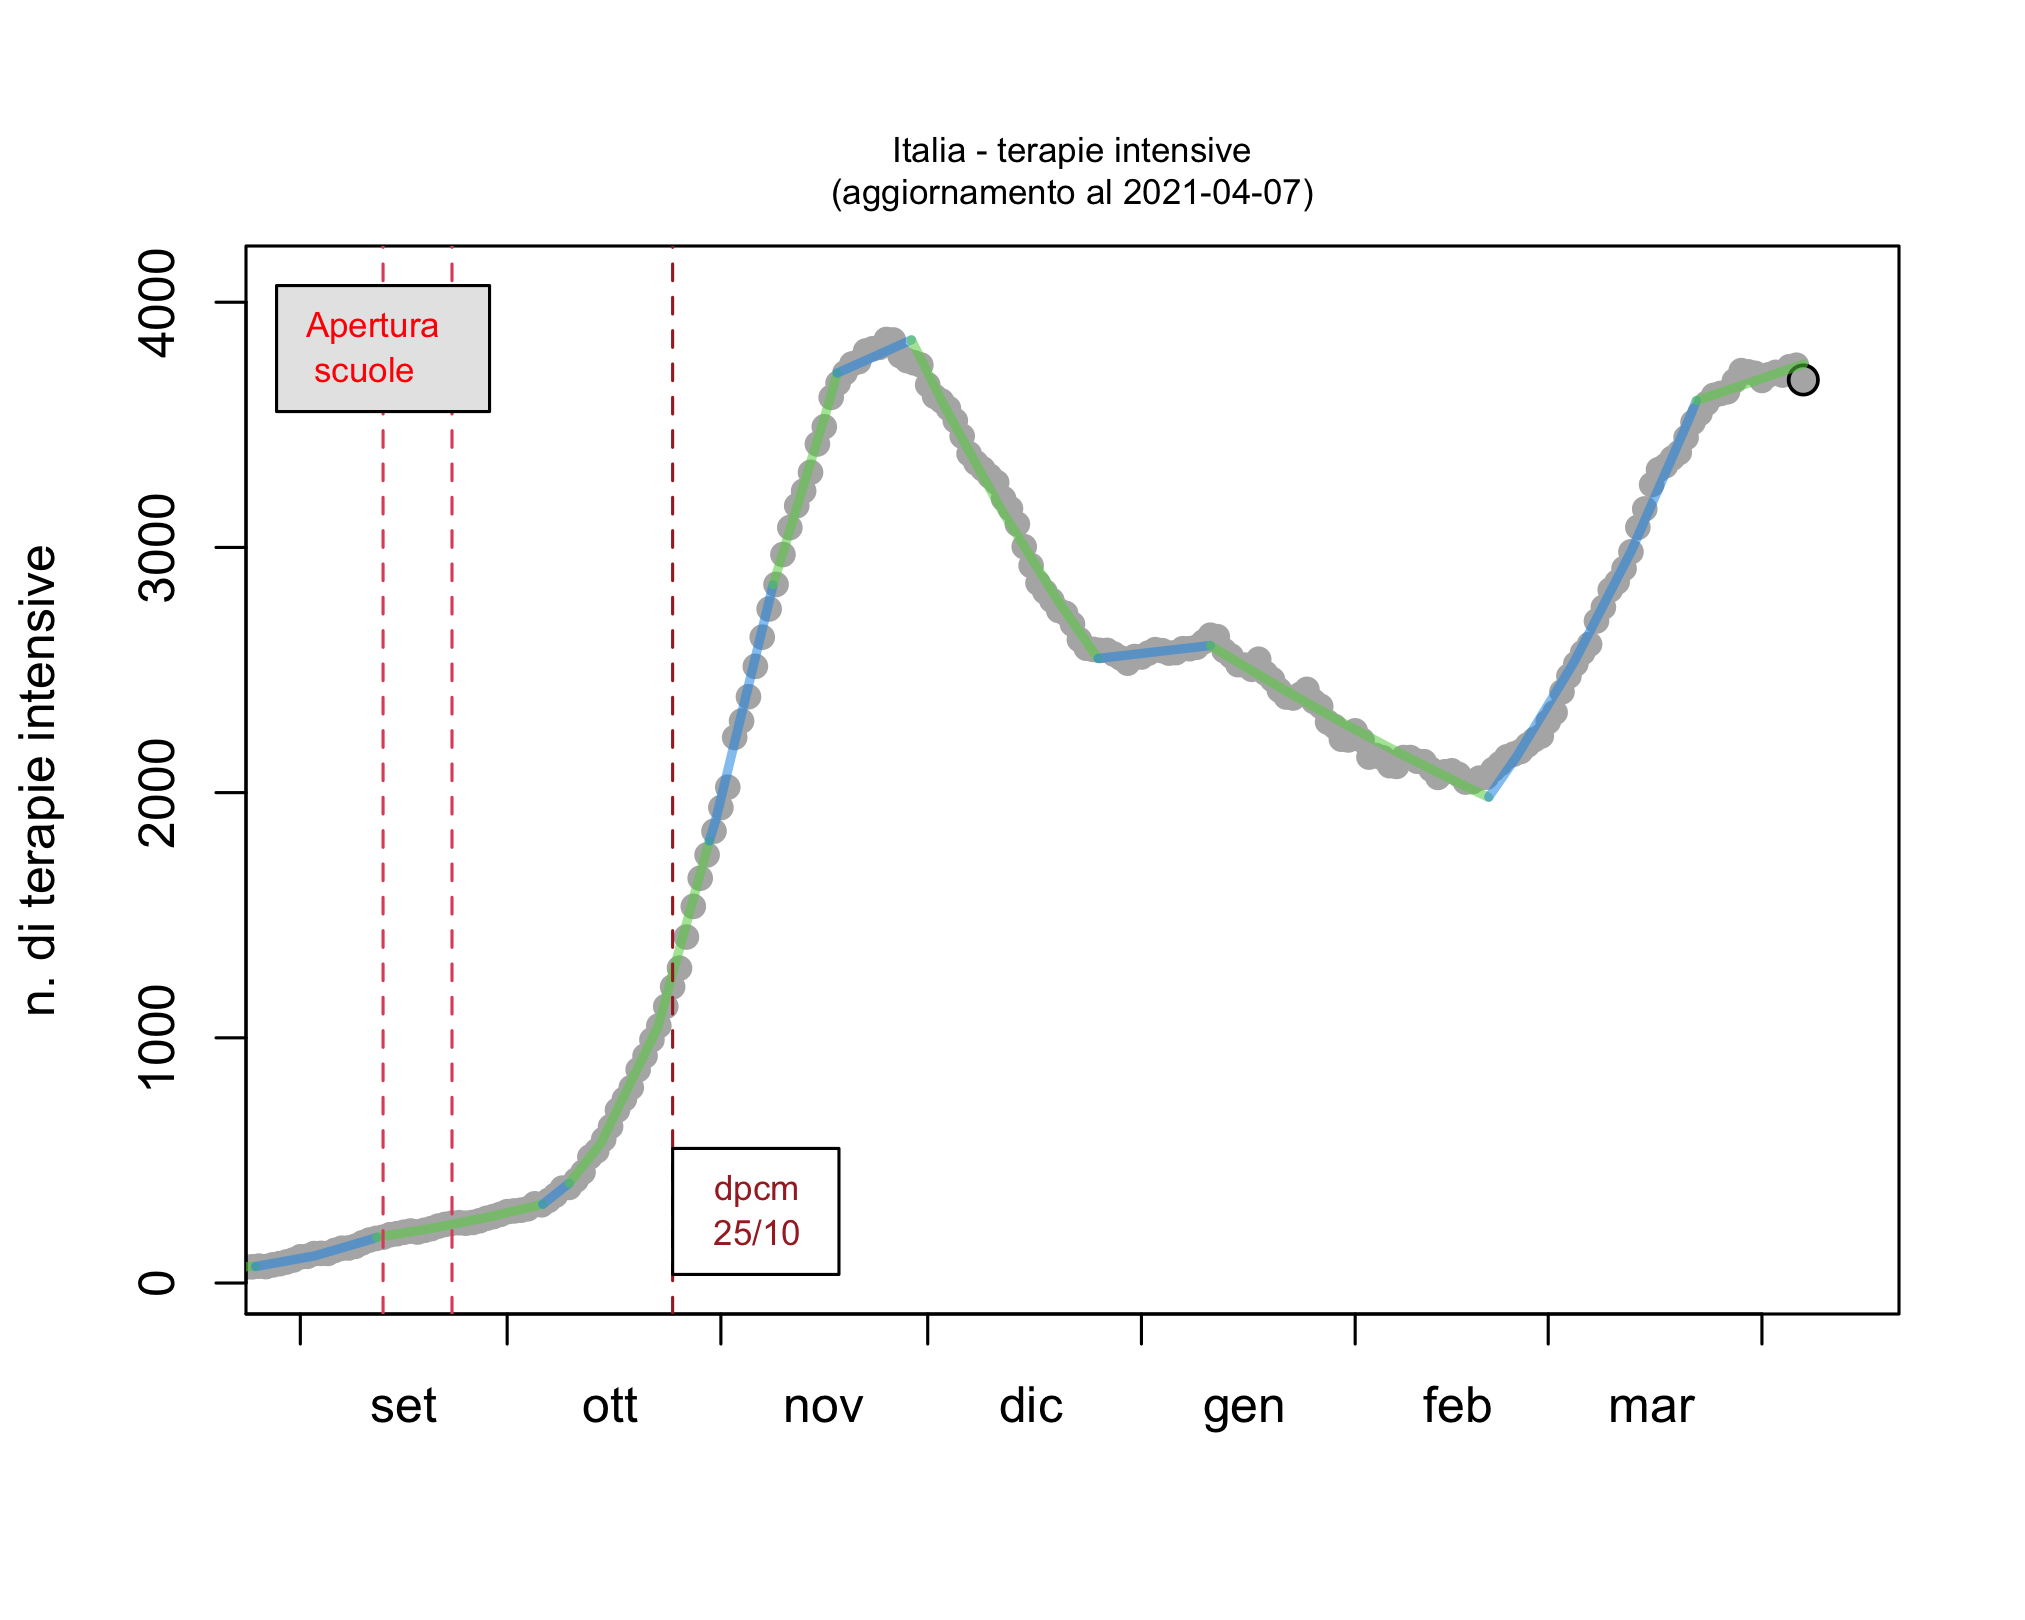 Italia - terapie intensive
(aggiornamento al 2021-04-07)
n. di terapie intensive
4000
3000
2000
1000
0
Apertura
scuole
dpcm
25/10
set ott nov dic gen feb mar